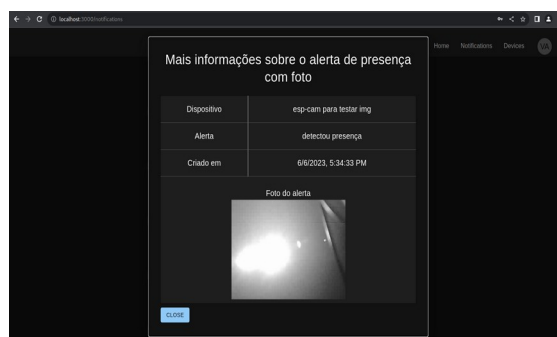 localhost:3000/notifications
Home Notifications Devices VA
Mais informações sobre o alerta de presença
com foto
Dispositivo esp-cam para testar img
Alerta detectou presença
Criado em 6/6/2023, 5:34:33 PM
Foto do alerta
CLOSE